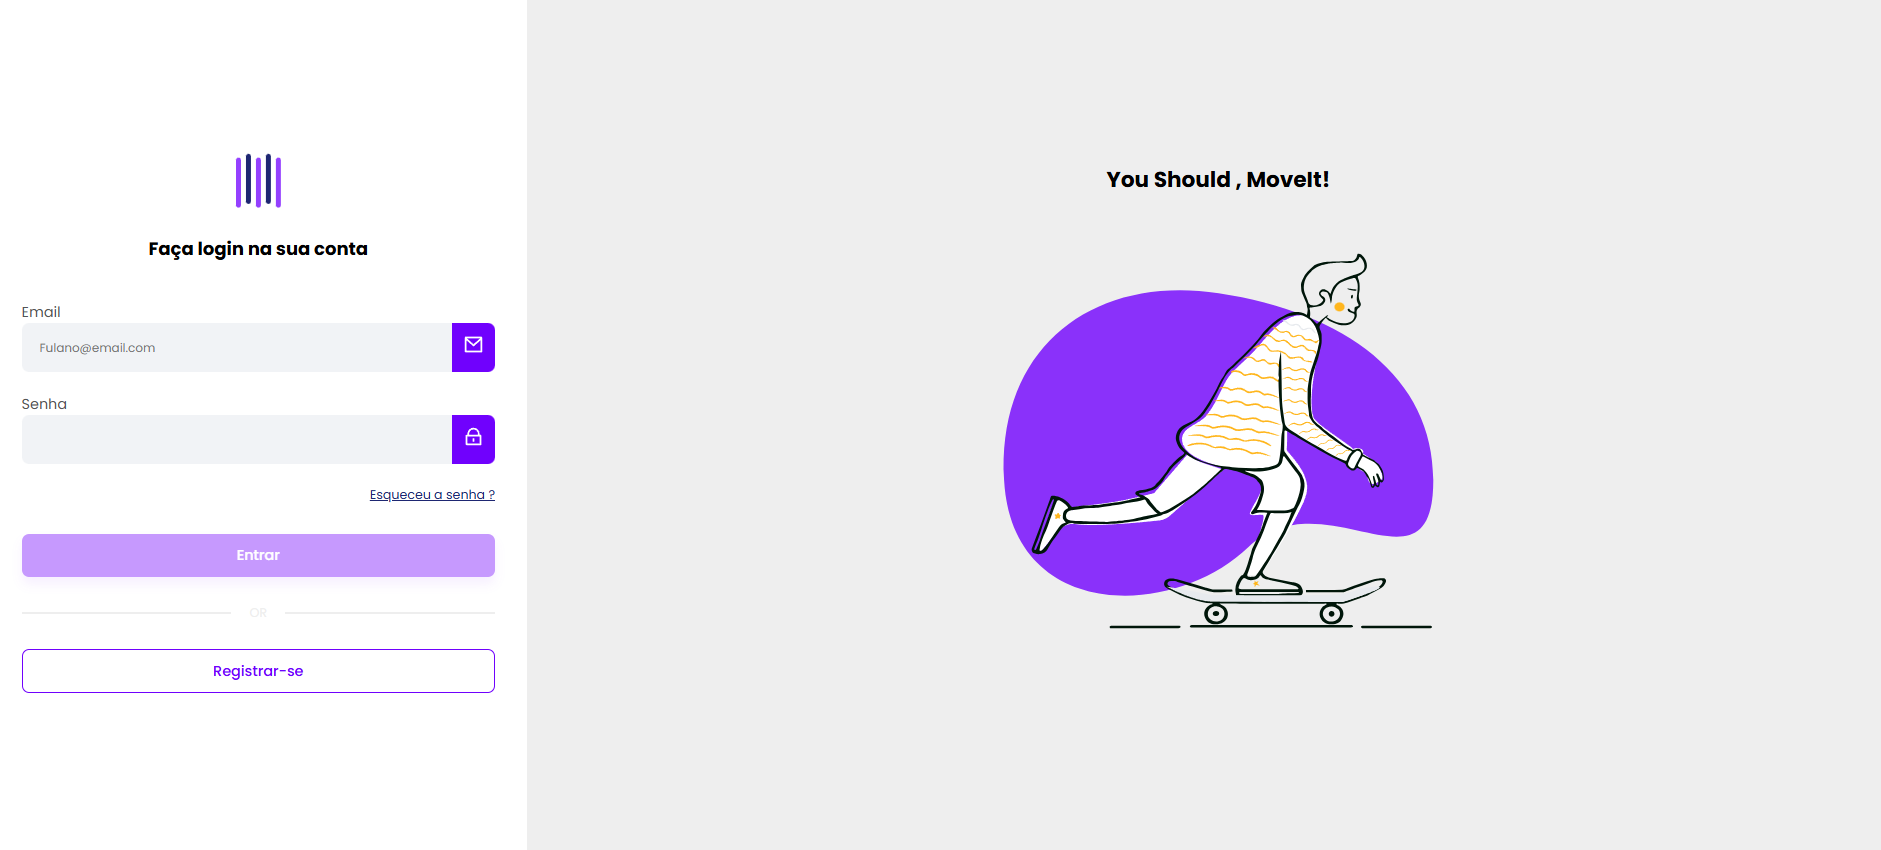 Faça login na sua conta
Email
Fulano@email.com
Senha
Esqueceu a senha ?
Entrar
OR
Registrar-se
You Should , MoveIt!